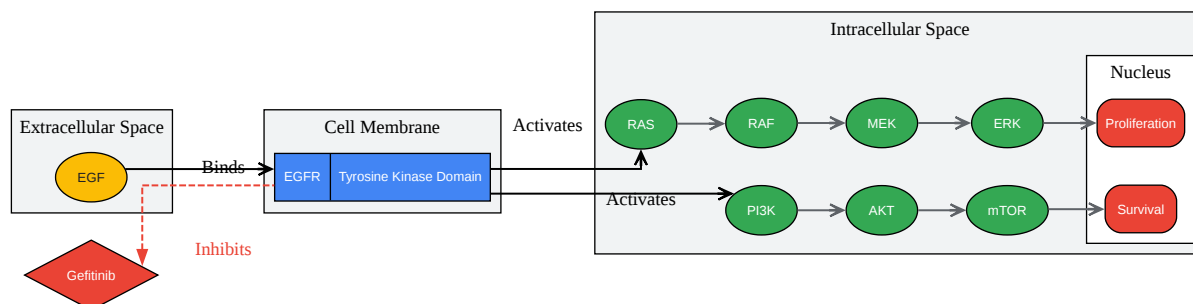 Intracellular Space
Nucleus
Extracellular Space
Cell Membrane
Activates
RAS
RAF
MEK
ERK
Proliferation
EGF
Binds
EGFR
Tyrosine Kinase Domain
Activates
PI3K
AKT
mTOR
Survival
Inhibits
Gefitinib